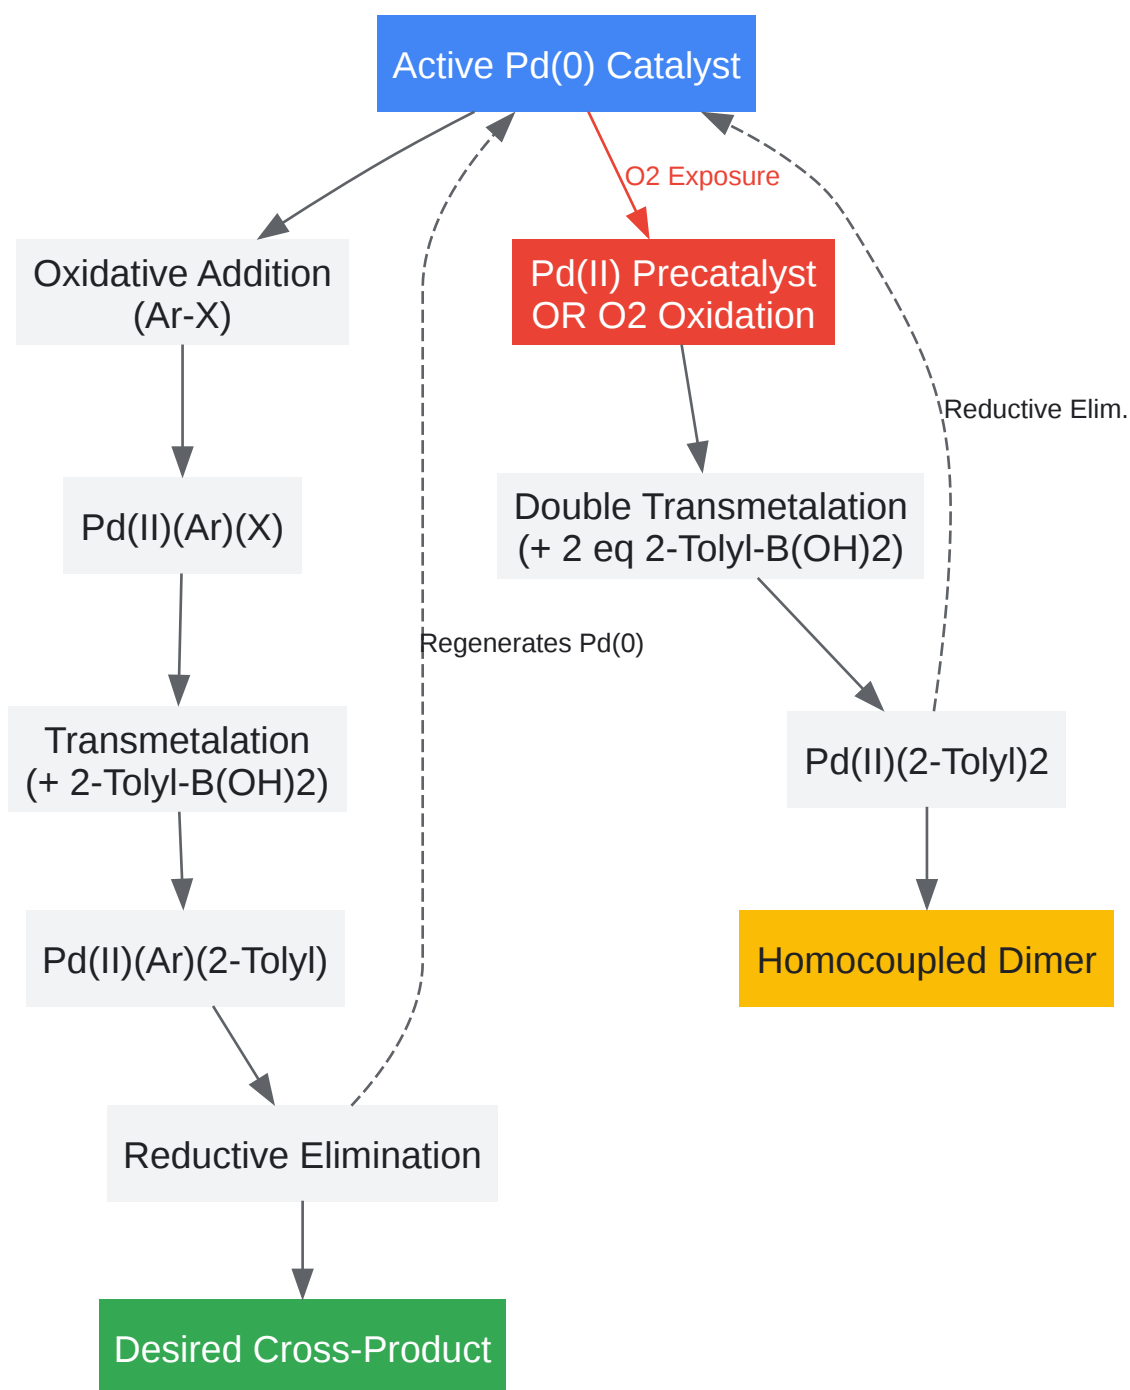 Active Pd(0) Catalyst
O2 Exposure
Oxidative Addition
(Ar-X)
Pd(II) Precatalyst
OR O2 Oxidation
Reductive Elim.
Pd(II)(Ar)(X)
Double Transmetalation
(+ 2 eq 2-Tolyl-B(OH)2)
Regenerates Pd(0)
Transmetalation
(+ 2-Tolyl-B(OH)2)
Pd(II)(2-Tolyl)2
Pd(II)(Ar)(2-Tolyl)
Homocoupled Dimer
Reductive Elimination
Desired Cross-Product